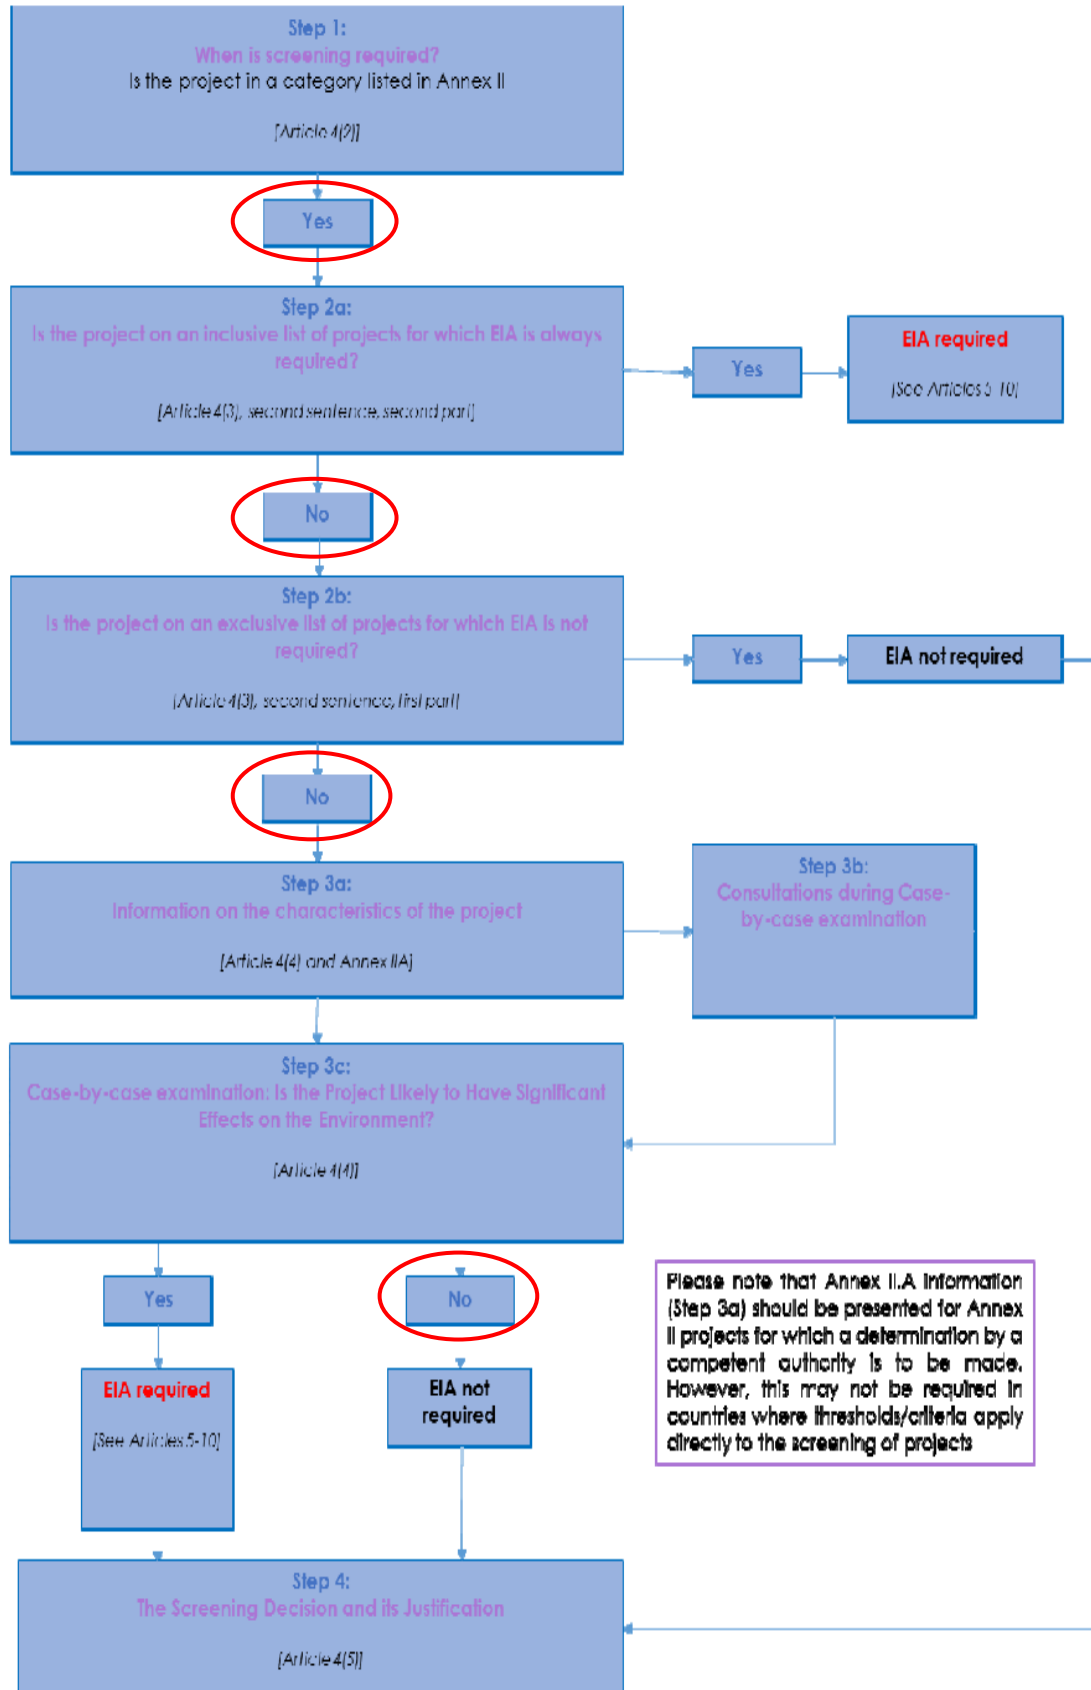 Step 1:
When is screening required?
Is the project in a category listed in Annex II
[Article 4(2)]
Yes
Step 2a:
Is the project on an inclusive list of projects for which EIA is always
required?
[Article 4(3), second sentence, second part]
Yes
EIA required
[See Articles 5-10]
No
Step 2b:
Is the project on an exclusive list of projects for which EIA is not
required?
[Article 4(3), second sentence, first part]
Yes
EIA not required
No
Step 3a:
Information on the characteristics of the project
[Article 4(4) and Annex IIA]
Step 3b:
Consultations during Case-
by-case examination
Step 3c:
Case-by-case examination: Is the Project Likely to Have Significant
Effects on the Environment?
[Article 4(4)]
Yes
No
EIA required
[See Articles 5-10]
EIA not
required
Please note that Annex II.A information
(Step 3a) should be presented for Annex
II projects for which a determination by a
competent authority is to be made.
However, this may not be required in
countries where thresholds/criteria apply
directly to the screening of projects
Step 4:
The Screening Decision and its Justification
[Article 4(5)]